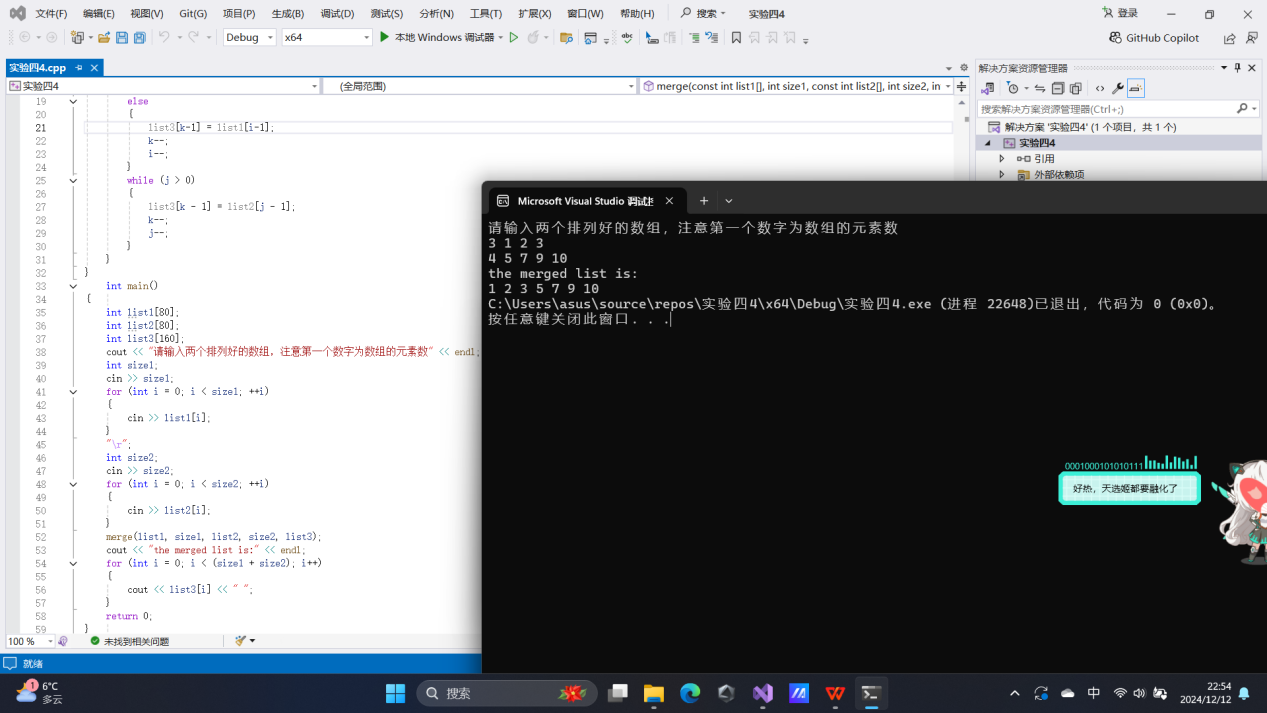 文件(F) 编辑(E) 视图(V) Git(G) 项目(P) 生成(B) 调试(D) 测试(S) 分析(N) 工具(T) 扩展(X) 窗口(W) 帮助(H) 搜索 实验四4 登录
Debug x64 本地 Windows 调试器 GitHub Copilot
实验四4.cpp
实验四4 (全局范围) merge(const int list1[], int size1, const int list2[], int size2, in
19 else
20 {
21 list3[k-1] = list1[i-1];
22 k--;
23 i--;
24 }
25 while (j > 0)
26 {
27 list3[k - 1] = list2[j - 1];
28 k--;
29 j--;
30 }
31 }
32 }
33 int main()
34 {
35 int list1[80];
36 int list2[80];
37 int list3[160];
38 cout << "请输入两个排列好的数组，注意第一个数字为数组的元素数" << endl;
39 int size1;
40 cin >> size1;
41 for (int i = 0; i < size1; ++i)
42 {
43 cin >> list1[i];
44 }
45 "\r";
46 int size2;
47 cin >> size2;
48 for (int i = 0; i < size2; ++i)
49 {
50 cin >> list2[i];
51 }
52 merge(list1, size1, list2, size2, list3);
53 cout << "the merged list is:" << endl;
54 for (int i = 0; i < (size1 + size2); i++)
55 {
56 cout << list3[i] << " ";
57 }
58 return 0;
59 }
100 % 未找到相关问题
就绪
解决方案资源管理器
搜索解决方案资源管理器(Ctrl+;)
解决方案 '实验四4' (1 个项目，共 1 个)
实验四4
引用
外部依赖项
Microsoft Visual Studio 调试
请输入两个排列好的数组，注意第一个数字为数组的元素数
3 1 2 3
4 5 7 9 10
the merged list is:
1 2 3 5 7 9 10
C:\Users\asus\source\repos\实验四4\x64\Debug\实验四4.exe (进程 22648)已退出，代码为 0 (0x0)。
按任意键关闭此窗口. . .
0001000101010111
好热，天选姬都要融化了
1
6°C
多云
搜索
中
22:54
2024/12/12